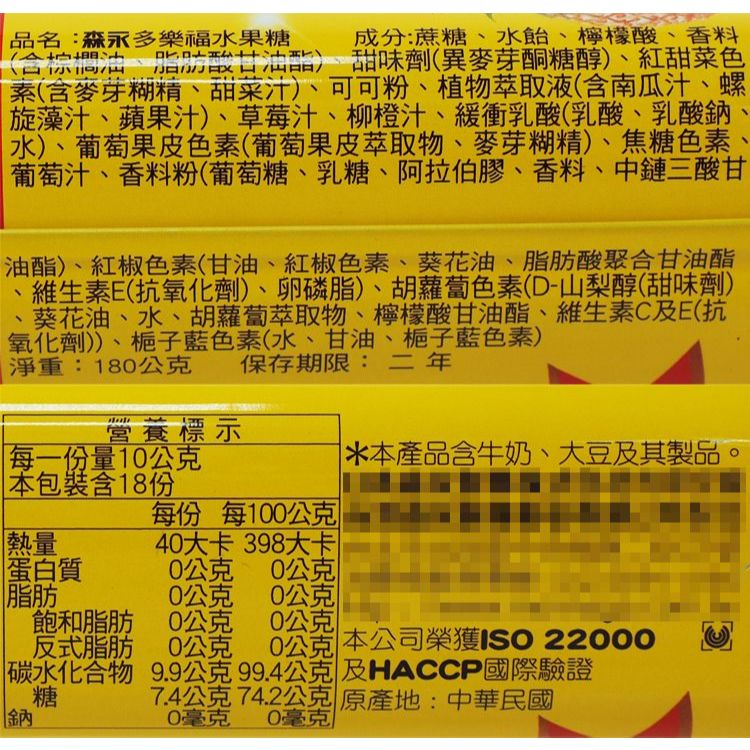 品名：森永多樂福水果糖　成分:蔗糖、水飴、檸檬酸、香料
(含棕櫚油、脂肪酸甘油酯)、甜味劑(異麥芽酮糖醇)、紅甜菜色
素(含麥芽糊精、甜菜汁)、可可粉、植物萃取液(含南瓜汁、螺
旋藻汁、蘋果汁)、草莓汁、柳橙汁、緩衝乳酸(乳酸、乳酸鈉、
水)、葡萄果皮色素(葡萄果皮萃取物、麥芽糊精)、焦糖色素、
葡萄汁、香料粉(葡萄糖、乳糖、阿拉伯膠、香料、中鏈三酸甘
油酯)、紅椒色素(甘油、紅椒色素、葵花油、脂肪酸聚合甘油酯
、維生素E(抗氧化劑)、卵磷脂)、胡蘿蔔色素(D-山梨醇(甜味劑)
、葵花油、水、胡蘿蔔萃取物、檸檬酸甘油酯、維生素C及E(抗
氧化劑))、梔子藍色素(水、甘油、梔子藍色素)
淨重：180公克　保存期限：二年
營養標示
每一份量10公克
本包裝含18份
每份 每100公克
熱量 40大卡 398大卡
蛋白質 0公克 0公克
脂肪 0公克 0公克
飽和脂肪 0公克 0公克
反式脂肪 0公克 0公克
碳水化合物 9.9公克 99.4公克
糖 7.4公克 74.2公克
鈉 0毫克 0毫克
＊本產品含牛奶、大豆及其製品。
本公司榮獲ISO 22000
及HACCP國際驗證
原產地：中華民國